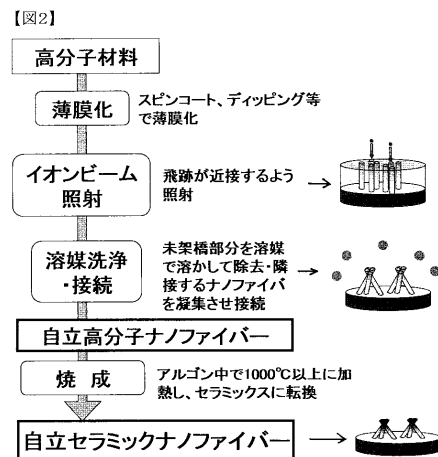 【図2】
高分子材料
薄膜化
スピンコート、ディッピング等
で薄膜化
イオンビーム
照射
飛跡が近接するよう
照射
溶媒洗浄
・接続
未架橋部分を溶媒
で溶かして除去・隣
接するナノファイバ
を凝集させ接続
自立高分子ナノファイバー
焼 成
アルゴン中で1000℃以上に加
熱し、セラミックスに転換
自立セラミックナノファイバー